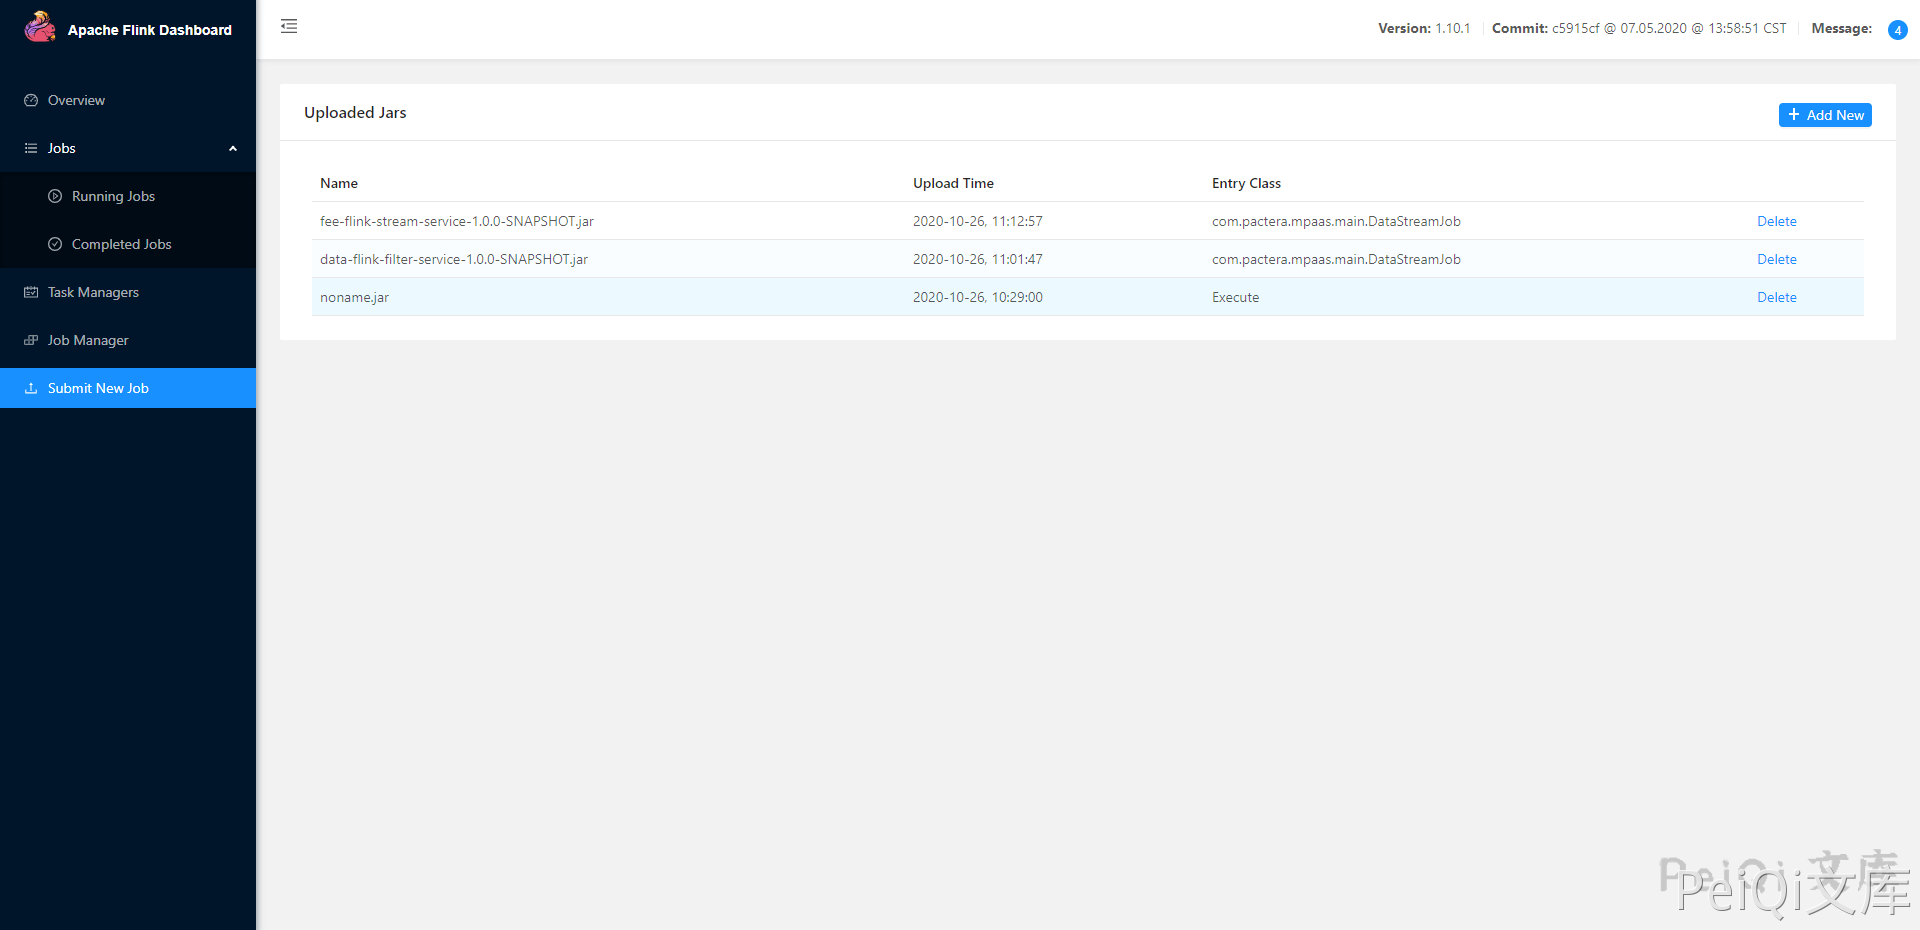 Apache Flink Dashboard
Version: 1.10.1 Commit: c5915cf @ 07.05.2020 @ 13:58:51 CST Message: 4
Overview
Jobs
Running Jobs
Completed Jobs
Task Managers
Job Manager
Submit New Job
Uploaded Jars
+ Add New
Name Upload Time Entry Class
fee-flink-stream-service-1.0.0-SNAPSHOT.jar 2020-10-26, 11:12:57 com.pactera.mpaas.main.DataStreamJob Delete
data-flink-filter-service-1.0.0-SNAPSHOT.jar 2020-10-26, 11:01:47 com.pactera.mpaas.main.DataStreamJob Delete
noname.jar 2020-10-26, 10:29:00 Execute Delete
PeiQi 文库
PeiQi文库